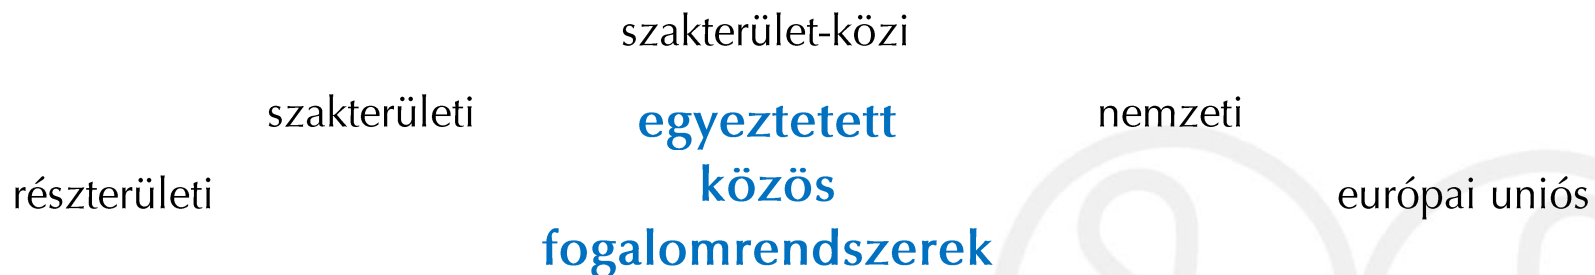 szakterület-közi
szakterületi
nemzeti
egyeztetett
közös
fogalomrendszerek
részterületi
európai uniós